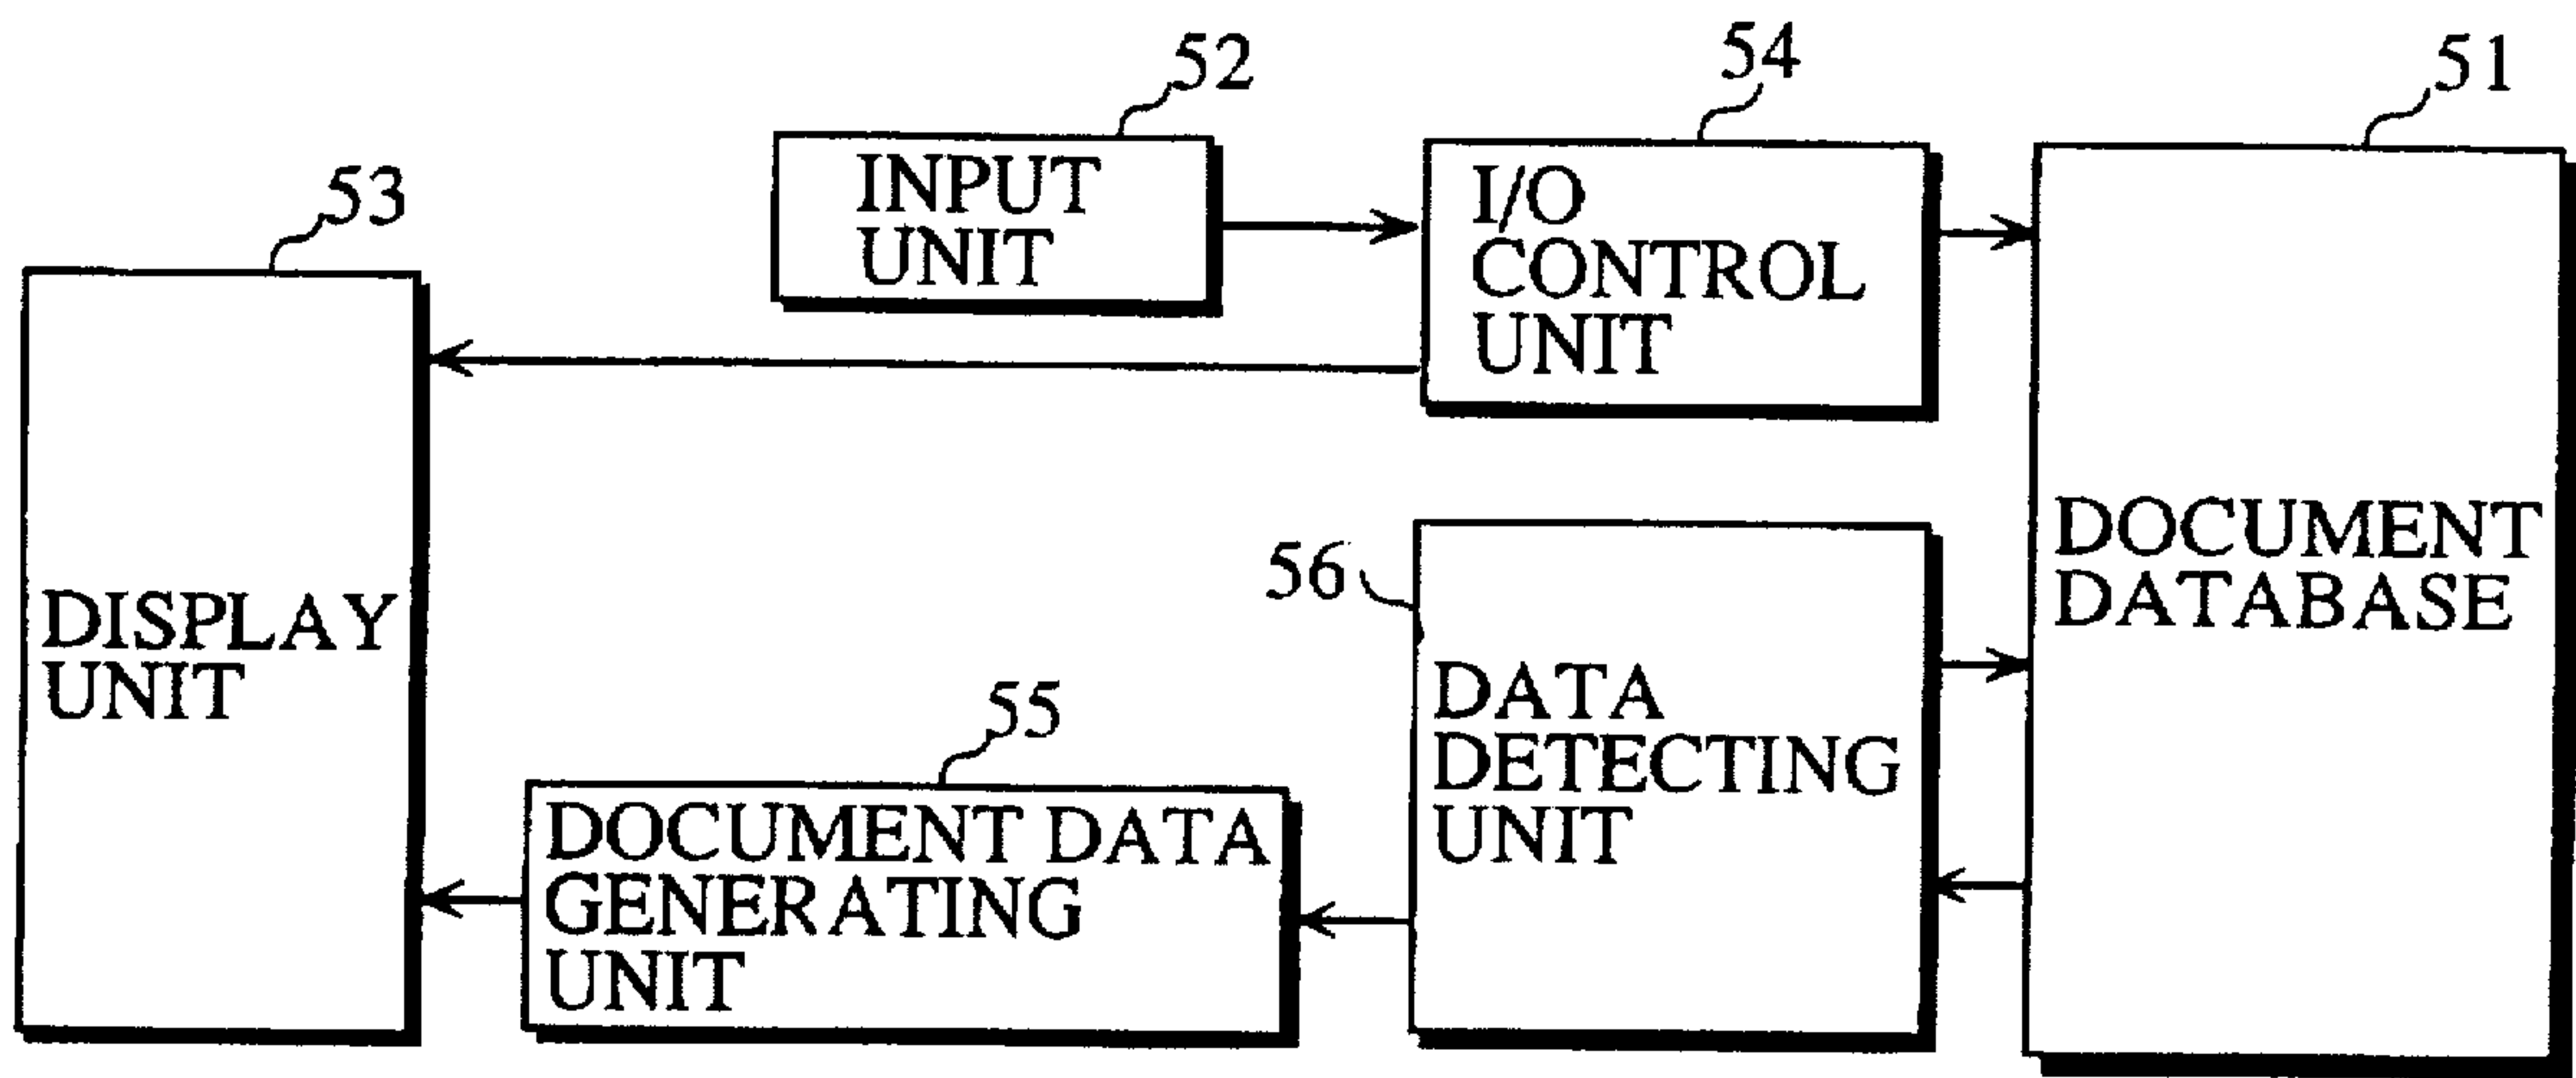 52
54
51
53
INPUT
UNIT
I/O
CONTROL
UNIT
DISPLAY
UNIT
56
DOCUMENT
DATABASE
55
DATA
DETECTING
UNIT
DOCUMENT DATA
GENERATING
UNIT